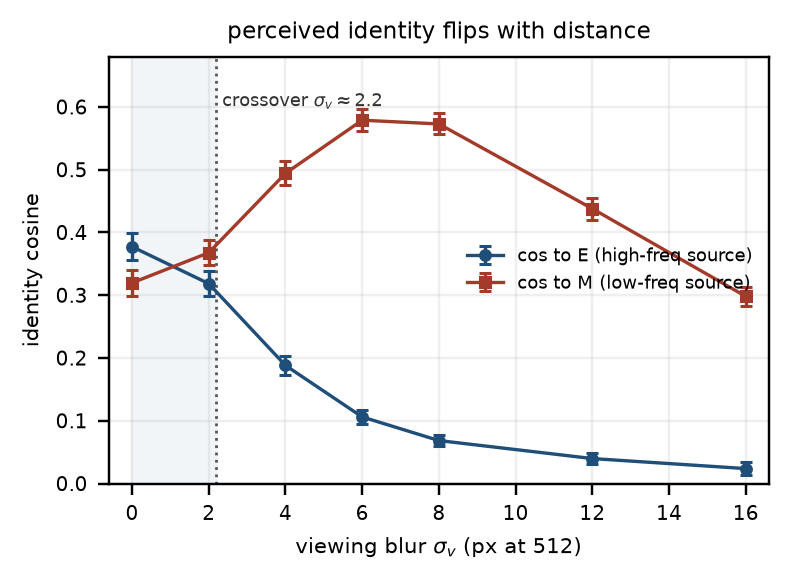 perceived identity flips with distance
crossover σᵥ ≈ 2.2
cos to E (high-freq source)
cos to M (low-freq source)
identity cosine
0.6
0.5
0.4
0.3
0.2
0.1
0.0
0 2 4 6 8 10 12 14 16
viewing blur σᵥ (px at 512)